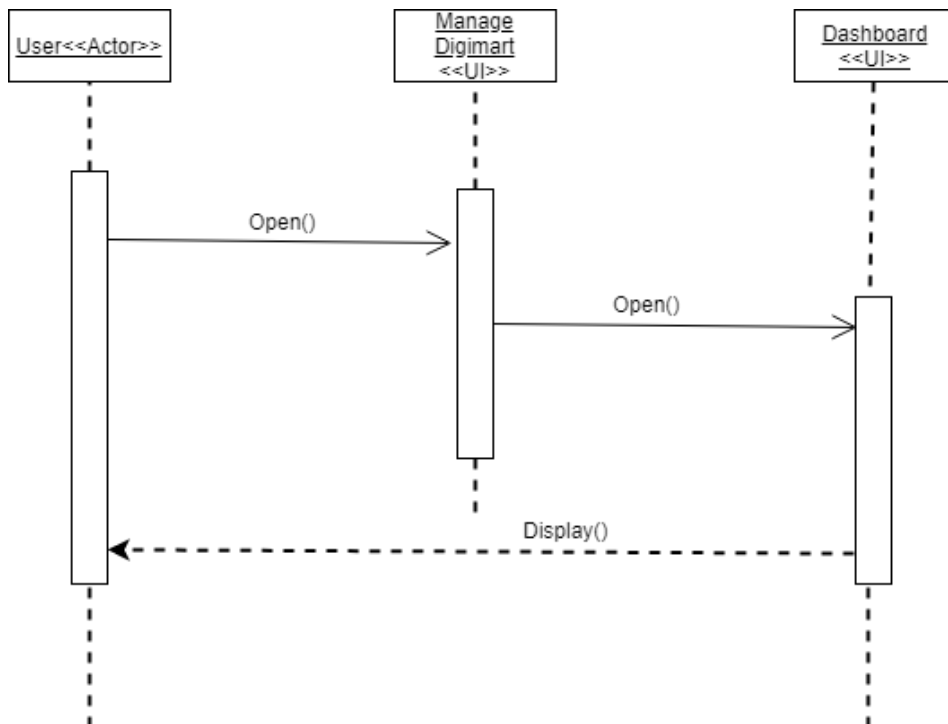 User<<Actor>>
Manage
Digimart
<<UI>>
Dashboard
<<UI>>
Open()
Open()
Display()